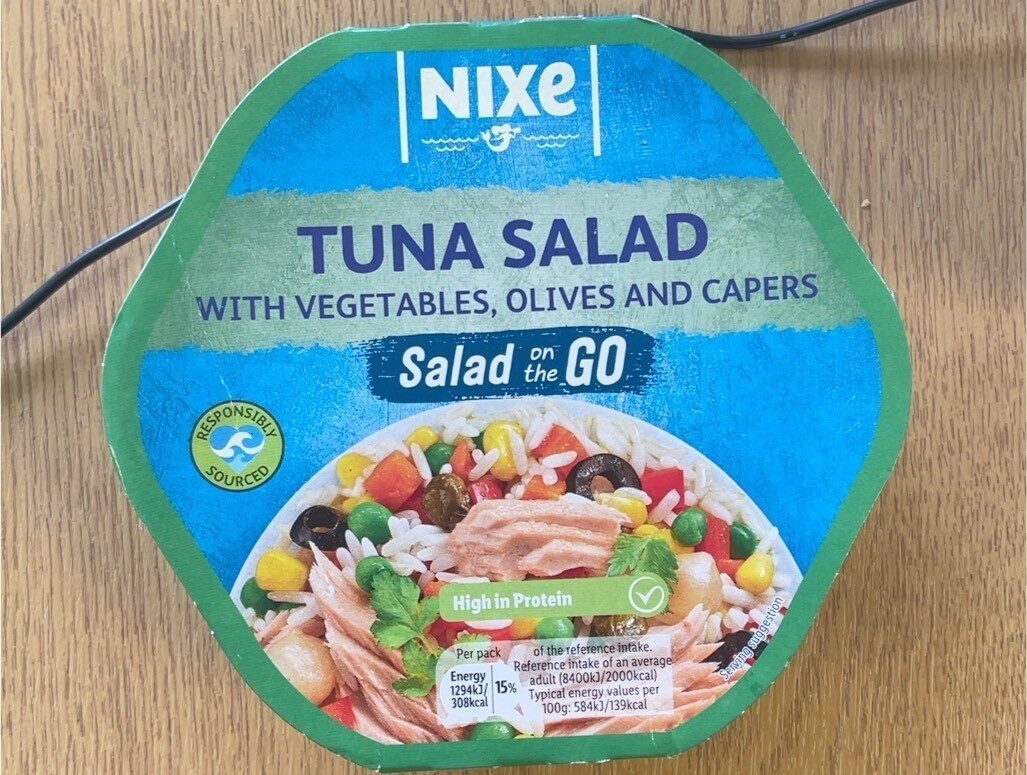 NIXe
TUNA SALAD
WITH VEGETABLES, OLIVES AND CAPERS
Salad on the GO
RESPONSIBLY
SOURCED
High in Protein
Per pack
Energy
1294kJ/
308kcal
15%
of the reference intake.
Reference intake of an average
adult (8400kJ/2000kcal)
Typical energy values per
100g: 584kJ/139kcal
Serving suggestion